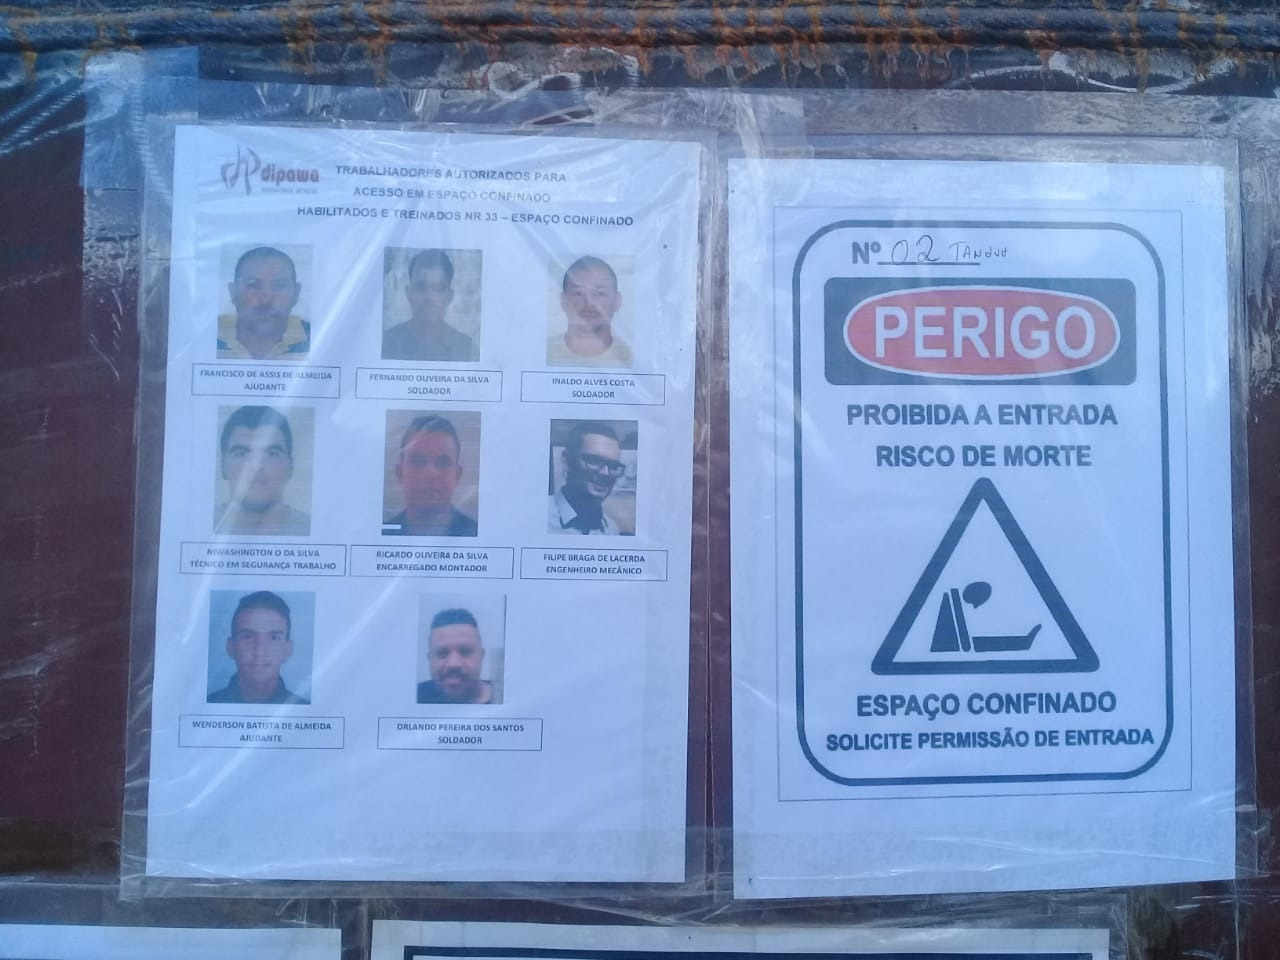 dipawa
TRABALHADORES AUTORIZADOS PARA
ACESSO EM ESPAÇO CONFINADO
HABILITADOS E TREINADOS NR 33 – ESPAÇO CONFINADO
FRANCISCO DE ASSIS DE ALMEIDA
AJUDANTE
FERNANDO OLIVEIRA DA SILVA
SOLDADOR
INALDO ALVES COSTA
SOLDADOR
NIWASHINGTON O DA SILVA
TÉCNICO EM SEGURANÇA TRABALHO
RICARDO OLIVEIRA DA SILVA
ENCARREGADO MONTADOR
FILIPE BRAGA DE LACERDA
ENGENHEIRO MECÂNICO
WENDERSON BATISTA DE ALMEIDA
AJUDANTE
ORLANDO PEREIRA DOS SANTOS
SOLDADOR
Nº 02
PERIGO
PROIBIDA A ENTRADA
RISCO DE MORTE
ESPAÇO CONFINADO
SOLICITE PERMISSÃO DE ENTRADA